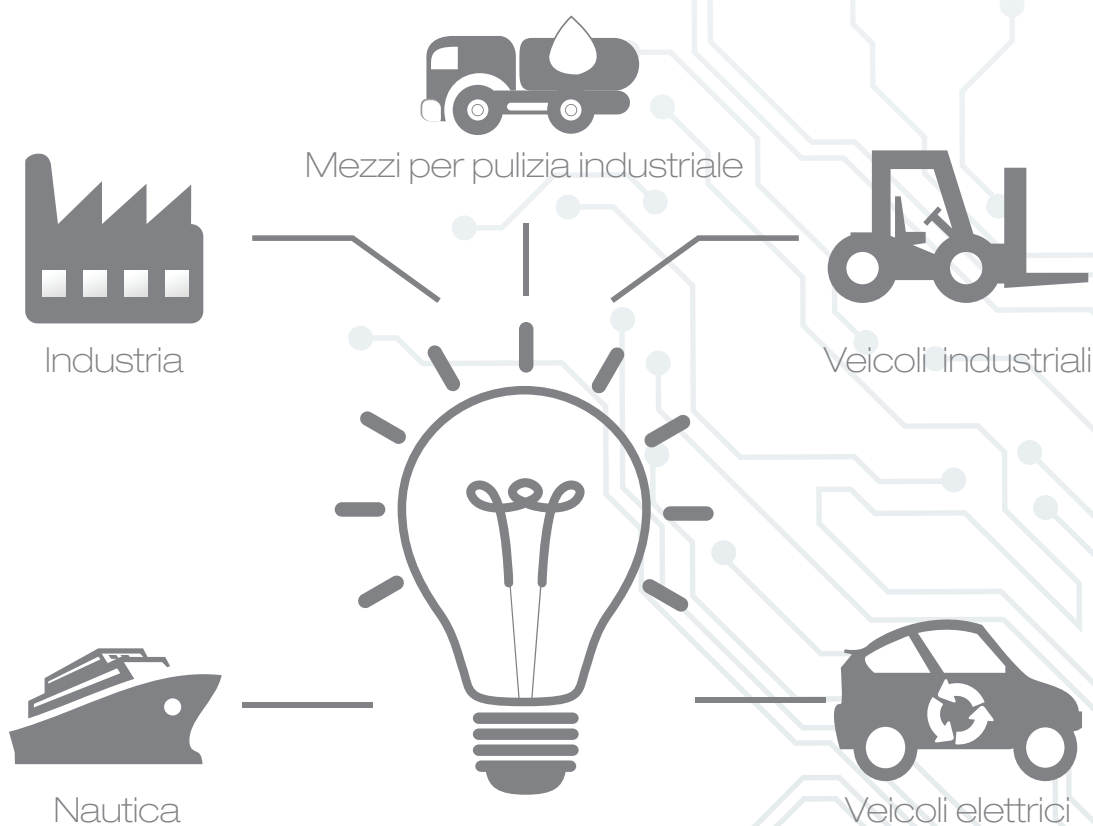 Mezzi per pulizia industriale
Industria
Veicoli industriali
Nautica
Veicoli elettrici